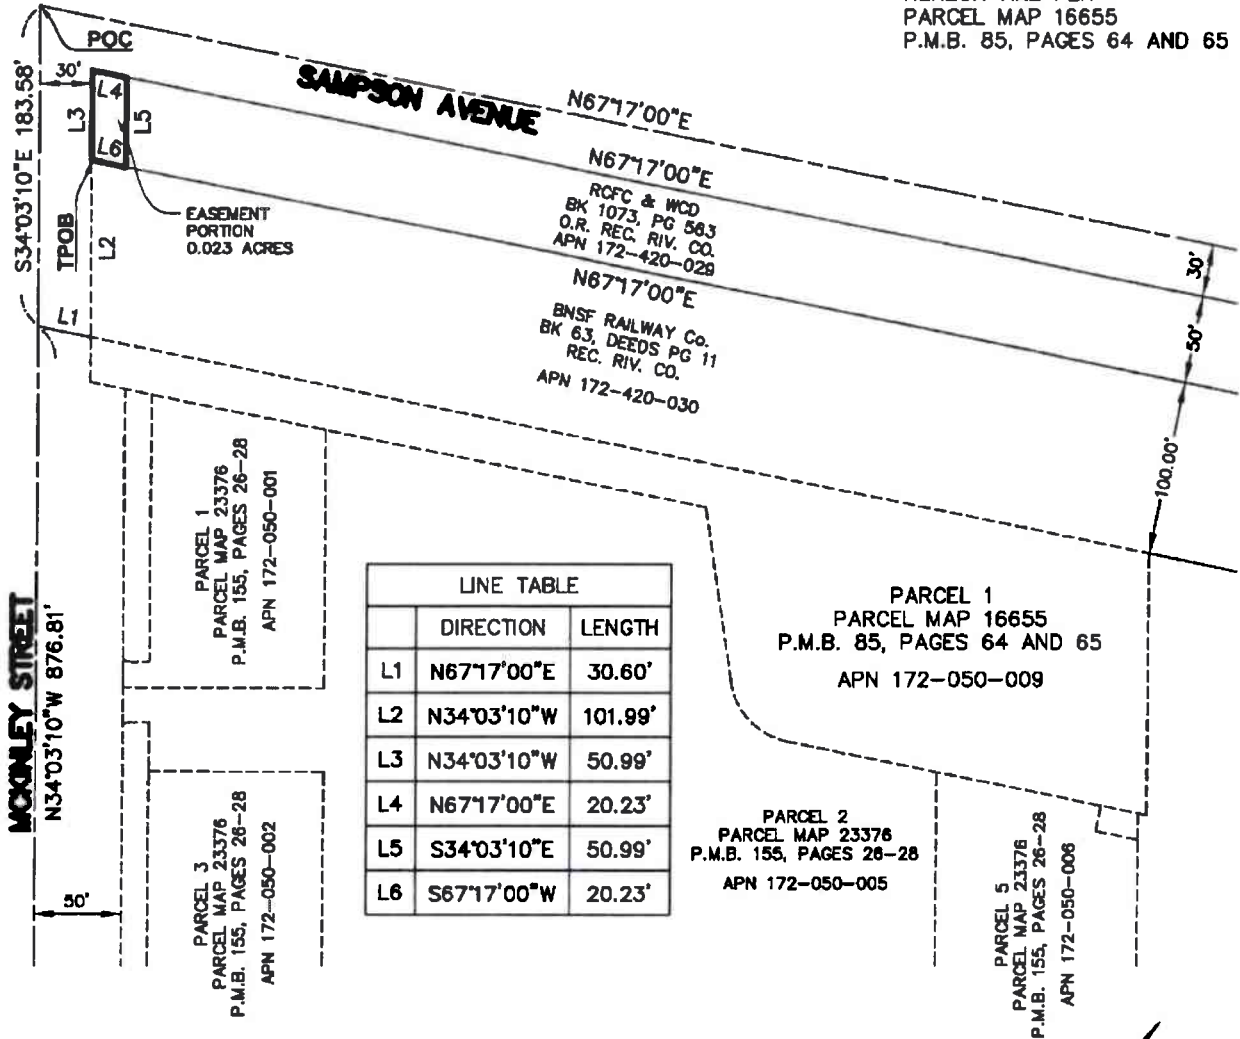 PARCEL MAP 16655
P.M.B. 85, PAGES 64 AND 65
POC
30'
L4
L3
L5
L6
S34°03'10"E 183.58'
SAMPSON AVENUE
N67°17'00"E
N67°17'00"E
RCFC & WCD
BK 1073, PG 563
O.R. REC. RIV. CO.
APN 172-420-029
EASEMENT
PORTION
0.023 ACRES
TPOB
L2
L1
N67°17'00"E
BNSF RAILWAY Co.
BK 63, DEEDS PG 11
REC. RIV. CO.
APN 172-420-030
30'
50'
100.00'
PARCEL 1
PARCEL MAP 23376
P.M.B. 155, PAGES 26-28
APN 172-050-001
MCKINLEY STREET
N34°03'10"W 876.81'
LINE TABLE
DIRECTION LENGTH
L1 N67°17'00"E 30.60'
L2 N34°03'10"W 101.99'
L3 N34°03'10"W 50.99'
L4 N67°17'00"E 20.23'
L5 S34°03'10"E 50.99'
L6 S67°17'00"W 20.23'
PARCEL 1
PARCEL MAP 16655
P.M.B. 85, PAGES 64 AND 65
APN 172-050-009
PARCEL 3
PARCEL MAP 23376
P.M.B. 155, PAGES 26-28
APN 172-050-002
50'
PARCEL 2
PARCEL MAP 23376
P.M.B. 155, PAGES 26-28
APN 172-050-005
PARCEL 5
PARCEL MAP 23376
P.M.B. 155, PAGES 26-28
APN 172-050-006